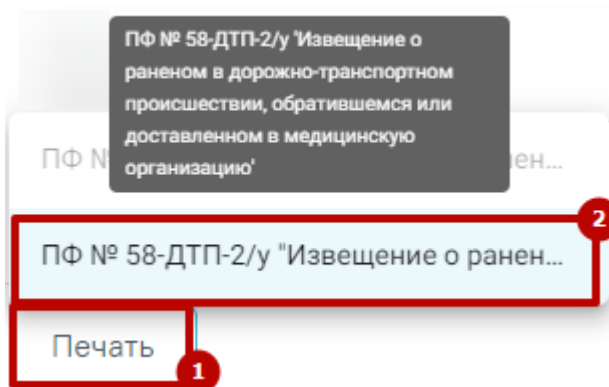 ПФ № 58-ДТП-2/у 'Извещение о
раненом в дорожно-транспортном
происшествии, обратившемся или
доставленном в медицинскую
организацию'
ПФ № ен...
2
ПФ № 58-ДТП-2/у "Извещение о ранен...
Печать
1